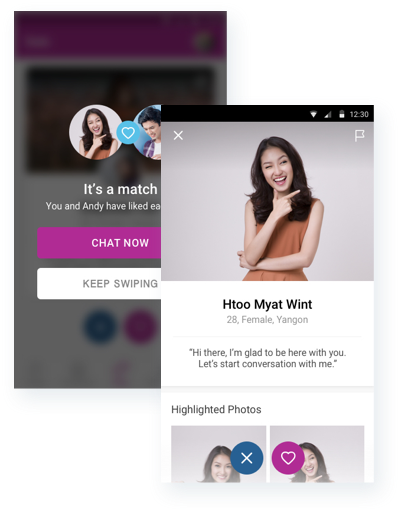 It's a match
You and Andy have liked ea
CHAT NOW
KEEP SWIPING
12:30
Htoo Myat Wint
28, Female, Yangon
“Hi there, I'm glad to be here with you.
Let's start conversation with me.”
Highlighted Photos